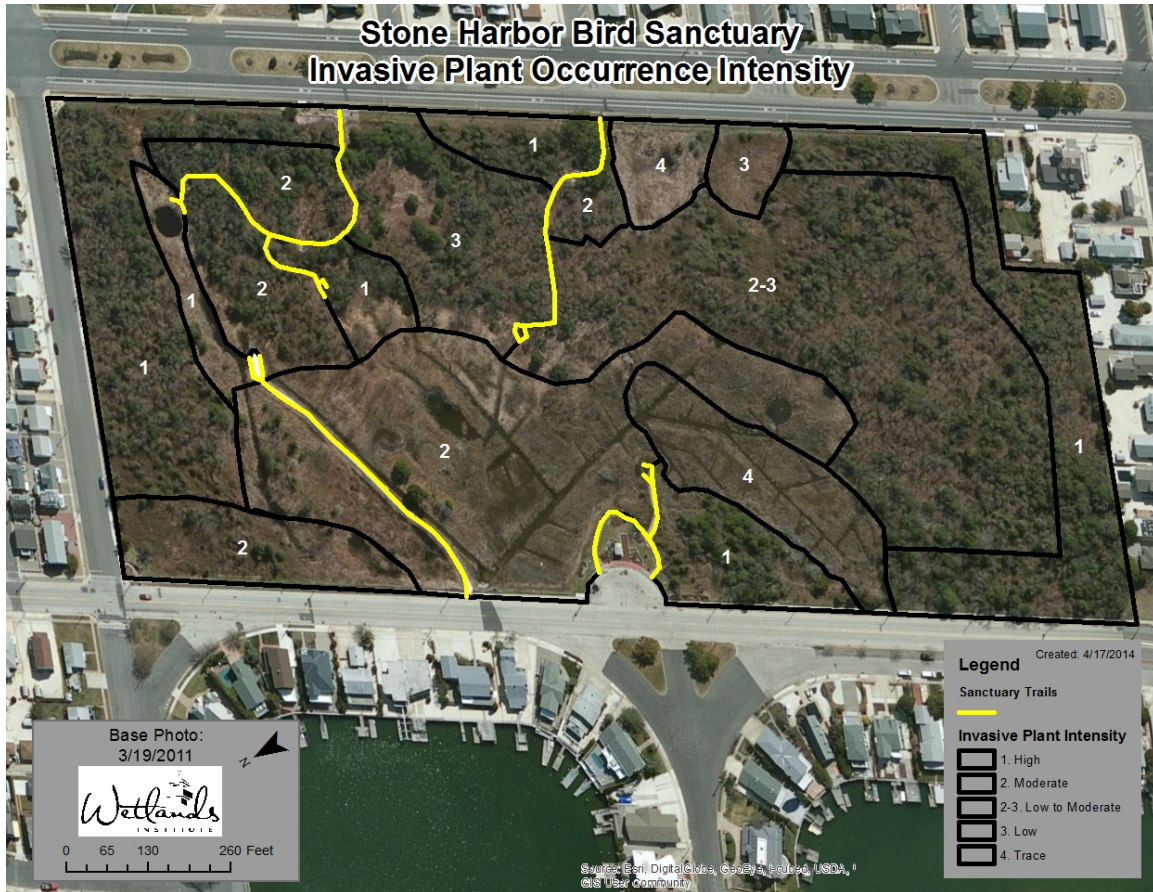 Stone Harbor Bird Sanctuary
Invasive Plant Occurrence Intensity
1
4
3
2
2
3
2-3
2
1
1
1
2
4
1
1
2
Created: 4/17/2014
Legend
Sanctuary Trails
Invasive Plant Intensity
1. High
2. Moderate
2-3. Low to Moderate
3. Low
4. Trace
Base Photo:
3/19/2011
N
Wetlands
INSTITUTE
0 65 130 260 Feet
Source: Esri, DigitalGlobe, GeoEye, i-cubed, USDA,
GIS User Community